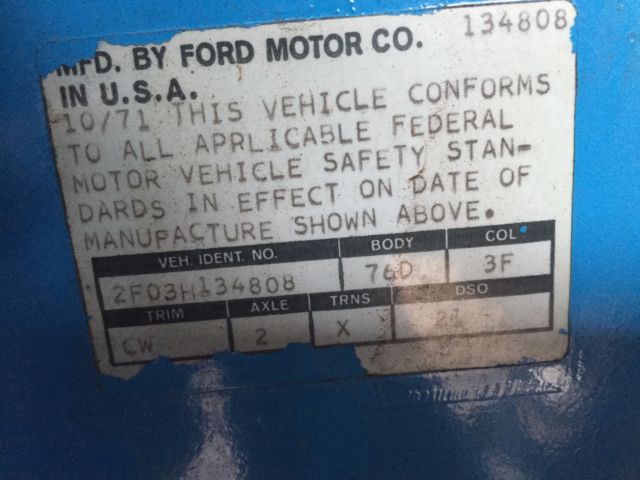 MFD. BY FORD MOTOR CO. 134808
IN U.S.A.
10/71 THIS VEHICLE CONFORMS
TO ALL APRLICABLE FEDERAL
MOTOR VEHICLE SAFETY STAN-
DARDS IN EFFECT ON DATE OF
MANUFACTURE SHOWN ABOVE.
VEH. IDENT. NO. BODY COL
2F03H134808 76D 3F
TRIM AXLE TRNS DSO
CW 2 X 21